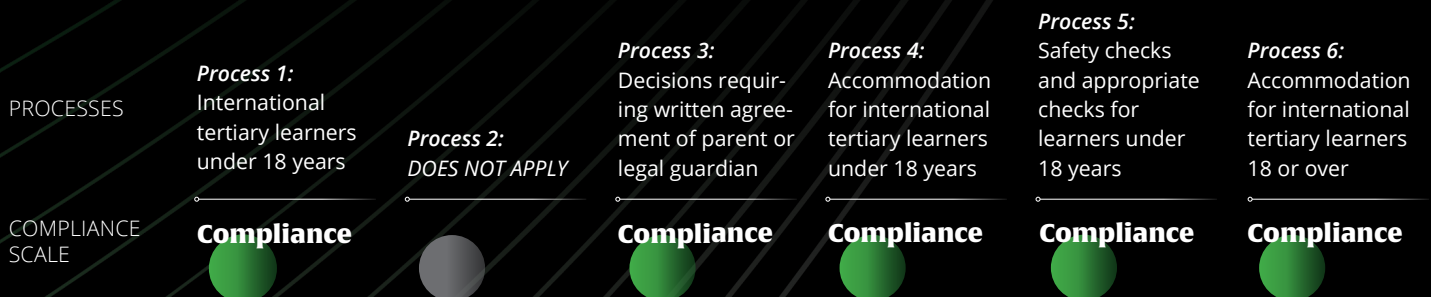 PROCESSES
Process 1:
International
tertiary learners
under 18 years
Process 2:
DOES NOT APPLY
Process 3:
Decisions requir-
ing written agree-
ment of parent or
legal guardian
Process 4:
Accommodation
for international
tertiary learners
under 18 years
Process 5:
Safety checks
and appropriate
checks for
learners under
18 years
Process 6:
Accommodation
for international
tertiary learners
18 or over
COMPLIANCE
SCALE
Compliance
Compliance
Compliance
Compliance
Compliance